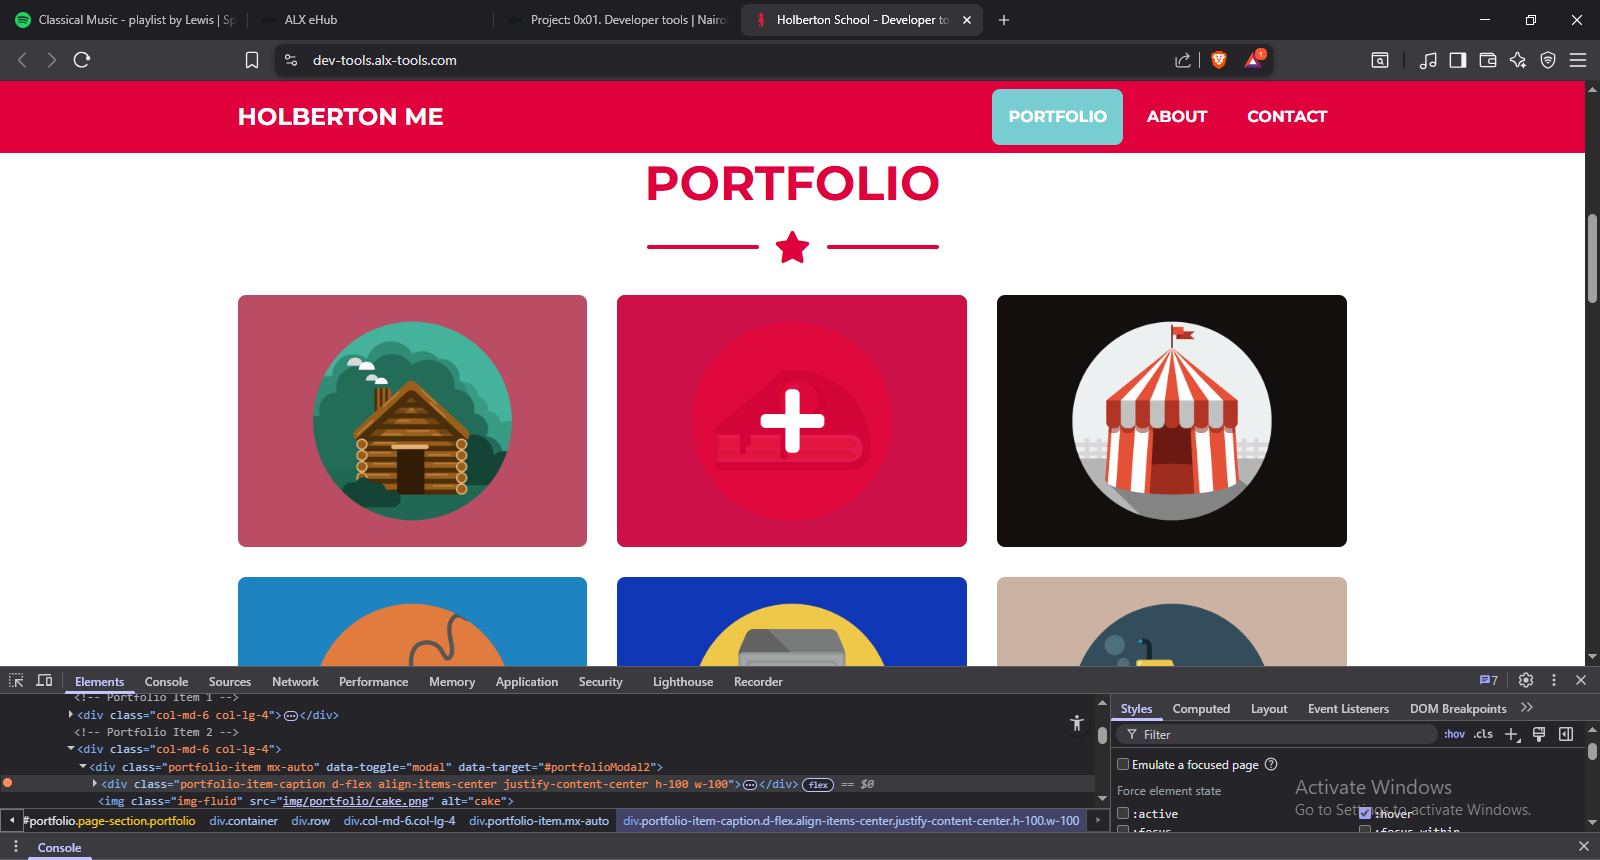 Classical Music - playlist by Lewis | Sp
ALX eHub
Project: 0x01. Developer tools | Nairo
Holberton School - Developer to
dev-tools.alx-tools.com
1
HOLBERTON ME
PORTFOLIO
ABOUT
CONTACT
PORTFOLIO
Elements
Console
Sources
Network
Performance
Memory
Application
Security
Lighthouse
Recorder
7
<!-- Portfolio Item 1 -->
<div class="col-md-6 col-lg-4">…</div>
<!-- Portfolio Item 2 -->
<div class="col-md-6 col-lg-4">
<div class="portfolio-item mx-auto" data-toggle="modal" data-target="#portfolioModal2">
<div class="portfolio-item-caption d-flex align-items-center justify-content-center h-100 w-100">…</div> flex == $0
<img class="img-fluid" src="img/portfolio/cake.png" alt="cake">
#portfolio.page-section.portfolio
div.container
div.row
div.col-md-6.col-lg-4
div.portfolio-item.mx-auto
div.portfolio-item-caption.d-flex.align-items-center.justify-content-center.h-100.w-100
Styles
Computed
Layout
Event Listeners
DOM Breakpoints
Filter
:hov
.cls
Emulate a focused page
Force element state
:active
:hover
:focus
:focus-within
Activate Windows
Go to Settings to activate Windows.
Console